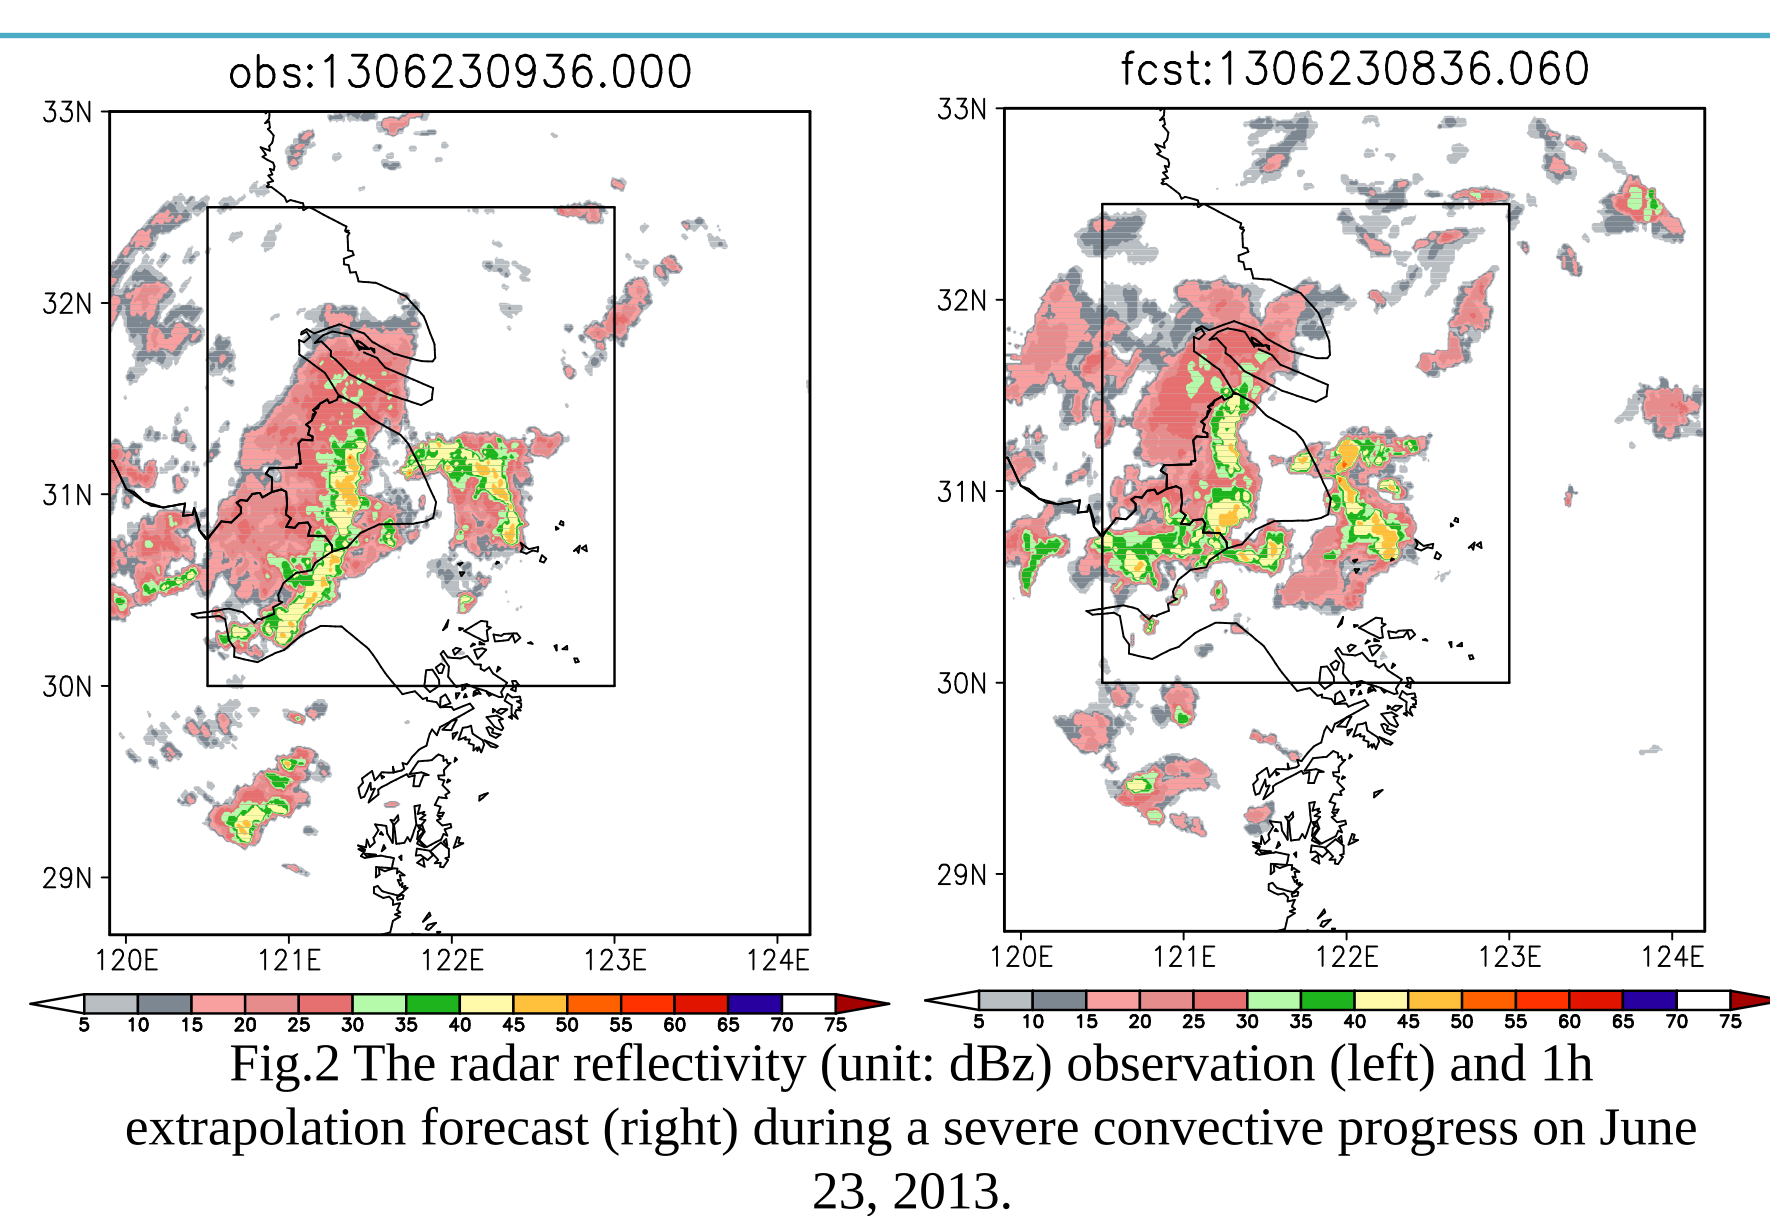 obs:1306230936.000
fcst:1306230836.060
33N
32N
31N
30N
29N
120E 121E 122E 123E 124E
5 10 15 20 25 30 35 40 45 50 55 60 65 70 75
33N
32N
31N
30N
29N
120E 121E 122E 123E 124E
5 10 15 20 25 30 35 40 45 50 55 60 65 70 75
Fig.2 The radar reflectivity (unit: dBz) observation (left) and 1h
extrapolation forecast (right) during a severe convective progress on June
23, 2013.